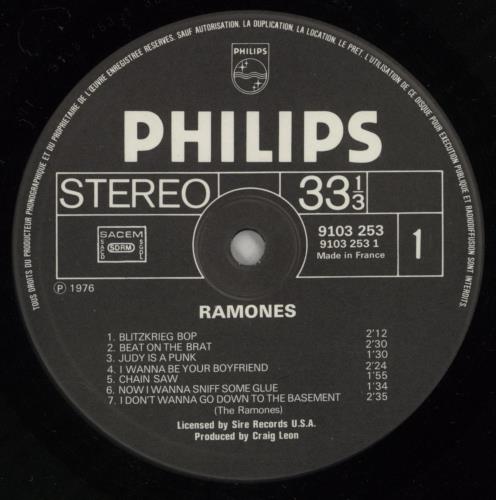 TOUS DROITS DU PRODUCTEUR PHONOGRAPHIQUE ET DU PROPRIETAIRE DE L'ŒUVRE ENREGISTREE RESERVES. SAUF AUTORISATION. LA DUPLICATION, LA LOCATION, LE PRET, L'UTILISATION DE CE DISQUE POUR EXECUTION PUBLIQUE ET RADIODIFFUSION SONT INTERDITS.
PHILIPS
PHILIPS
STEREO
33 1/3
SACEM
SACD SDRM SGDL
9103 253
9103 253 1
Made in France
1
Ⓟ 1976
RAMONES
1. BLITZKRIEG BOP 2'12
2. BEAT ON THE BRAT 2'30
3. JUDY IS A PUNK 1'30
4. I WANNA BE YOUR BOYFRIEND 2'24
5. CHAIN SAW 1'55
6. NOW I WANNA SNIFF SOME GLUE 1'34
7. I DON'T WANNA GO DOWN TO THE BASEMENT 2'35
(The Ramones)
Licensed by Sire Records U.S.A.
Produced by Craig Leon